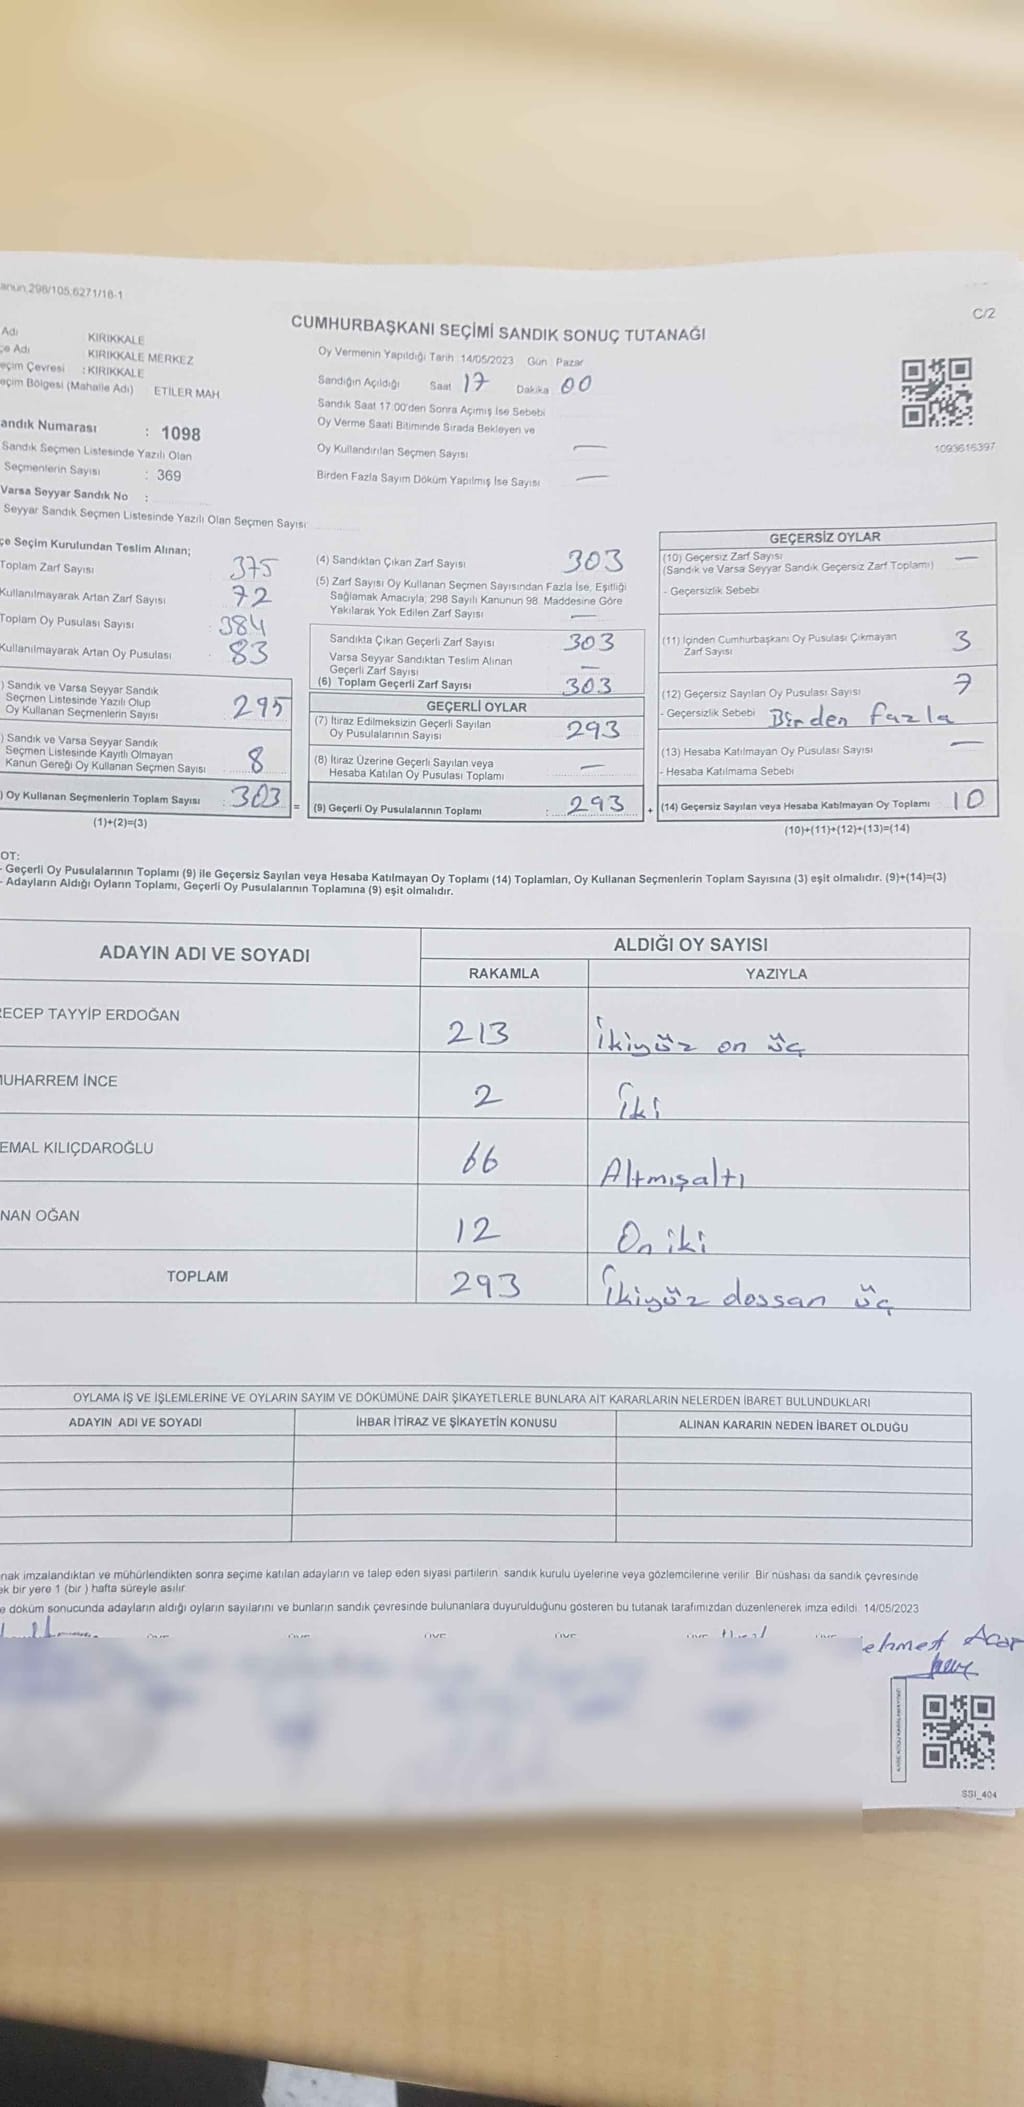 anun,298/105;6271/16-1
C/2
CUMHURBAŞKANI SEÇİMİ SANDIK SONUÇ TUTANAĞI
Adı KIRIKKALE
çe Adı KIRIKKALE MERKEZ
eçim Çevresi : KIRIKKALE
eçim Bölgesi (Mahalle Adı) ETİLER MAH
andık Numarası : 1098
Sandık Seçmen Listesinde Yazılı Olan
Seçmenlerin Sayısı : 369
Varsa Seyyar Sandık No :
Seyyar Sandık Seçmen Listesinde Yazılı Olan Seçmen Sayısı:
Oy Vermenin Yapıldığı Tarih :14/05/2023 Gün : Pazar
Sandığın Açıldığı Saat 17 Dakika 00
Sandık Saat 17:00'den Sonra Açımış İse Sebebi
Oy Verme Saati Bitiminde Sırada Bekleyen ve
Oy Kullandırılan Seçmen Sayısı —
Birden Fazla Sayım Döküm Yapılmış İse Sayısı —
1093616397
çe Seçim Kurulundan Teslim Alınan;
Toplam Zarf Sayısı 375
Kullanılmayarak Artan Zarf Sayısı 72
Toplam Oy Pusulası Sayısı : 384
Kullanılmayarak Artan Oy Pusulası : 83
) Sandık ve Varsa Seyyar Sandık
Seçmen Listesinde Yazılı Olup
Oy Kullanan Seçmenlerin Sayısı : 295
) Sandık ve Varsa Seyyar Sandık
Seçmen Listesinde Kayıtlı Olmayan
Kanun Gereği Oy Kullanan Seçmen Sayısı 8
) Oy Kullanan Seçmenlerin Toplam Sayısı : 303 =
(1)+(2)=(3)
(4) Sandıktan Çıkan Zarf Sayısı 303
(5) Zarf Sayısı Oy Kullanan Seçmen Sayısından Fazla İse, Eşitliği
Sağlamak Amacıyla; 298 Sayılı Kanunun 98. Maddesine Göre
Yakılarak Yok Edilen Zarf Sayısı —
Sandıkta Çıkan Geçerli Zarf Sayısı 303
Varsa Seyyar Sandıktan Teslim Alınan
Geçerli Zarf Sayısı —
(6) Toplam Geçerli Zarf Sayısı 303
GEÇERLİ OYLAR
(7) İtiraz Edilmeksizin Geçerli Sayılan
Oy Pusulalarının Sayısı : 293
(8) İtiraz Üzerine Geçerli Sayılan veya
Hesaba Katılan Oy Pusulası Toplamı —
(9) Geçerli Oy Pusulalarının Toplamı : 293 +
GEÇERSİZ OYLAR
(10) Geçersiz Zarf Sayısı —
(Sandık ve Varsa Seyyar Sandık Geçersiz Zarf Toplamı)
- Geçersizlik Sebebi
(11) İçinden Cumhurbaşkanı Oy Pusulası Çıkmayan
Zarf Sayısı 3
(12) Geçersiz Sayılan Oy Pusulası Sayısı 7
- Geçersizlik Sebebi Birden fazla
(13) Hesaba Katılmayan Oy Pusulası Sayısı —
- Hesaba Katılmama Sebebi
(14) Geçersiz Sayılan veya Hesaba Katılmayan Oy Toplamı 10
(10)+(11)+(12)+(13)=(14)
OT:
- Geçerli Oy Pusulalarının Toplamı (9) ile Geçersiz Sayılan veya Hesaba Katılmayan Oy Toplamı (14) Toplamları, Oy Kullanan Seçmenlerin Toplam Sayısına (3) eşit olmalıdır. (9)+(14)=(3)
- Adayların Aldığı Oyların Toplamı, Geçerli Oy Pusulalarının Toplamına (9) eşit olmalıdır.
ADAYIN ADI VE SOYADI ALDIĞI OY SAYISI
RAKAMLA YAZIYLA
RECEP TAYYİP ERDOĞAN 213 İkiyüz on üç
MUHARREM İNCE 2 İki
EMAL KILIÇDAROĞLU 66 Altmışaltı
NAN OĞAN 12 On iki
TOPLAM 293 İkiyüz dossan üç
OYLAMA İŞ VE İŞLEMLERİNE VE OYLARIN SAYIM VE DÖKÜMÜNE DAİR ŞİKAYETLERLE BUNLARA AİT KARARLARIN NELERDEN İBARET BULUNDUKLARI
ADAYIN ADI VE SOYADI İHBAR İTİRAZ VE ŞİKAYETİN KONUSU ALINAN KARARIN NEDEN İBARET OLDUĞU
nak imzalandıktan ve mühürlendikten sonra seçime katılan adayların ve talep eden siyasi partilerin sandık kurulu üyelerine veya gözlemcilerine verilir. Bir nüshası da sandık çevresinde
ek bir yere 1 (bir ) hafta süreyle asılır.
e döküm sonucunda adayların aldığı oyların sayılarını ve bunların sandık çevresinde bulunanlara duyurulduğunu gösteren bu tutanak tarafımızdan düzenlenerek imza edildi. 14/05/2023
ehmet Acar
SSI_404